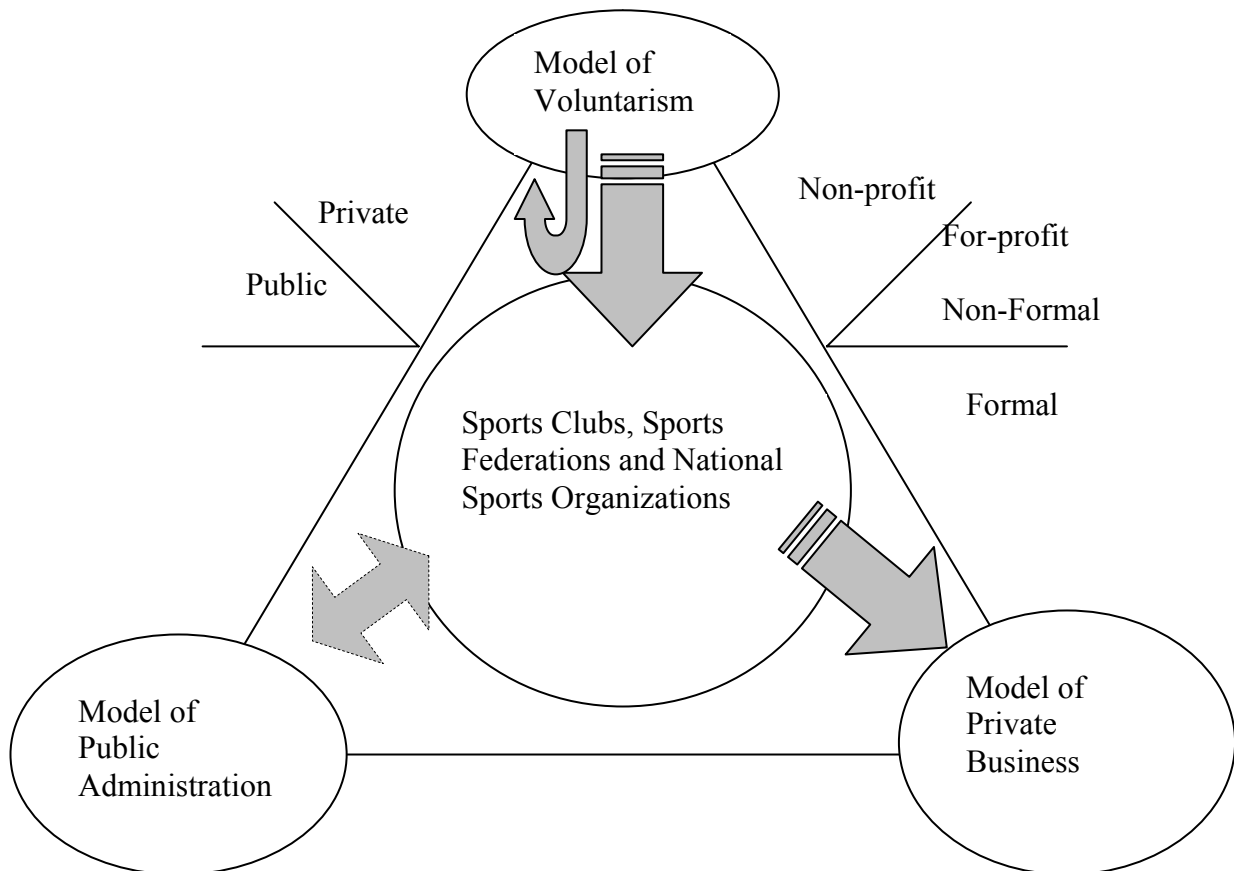 Model of
Voluntarism
Private
Public
Non-profit
For-profit
Non-Formal
Formal
Sports Clubs, Sports
Federations and National
Sports Organizations
Model of
Public
Administration
Model of
Private
Business